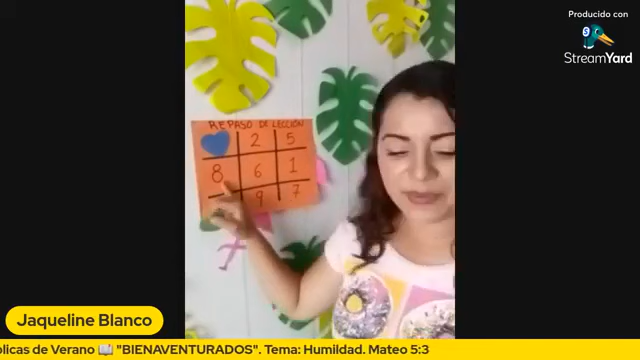 Producido con
StreamYard
REPASO DE LECCIÓN
2 5
8 6 1
9 7
Jaqueline Blanco
olicas de Verano 📖 "BIENAVENTURADOS". Tema: Humildad. Mateo 5:3